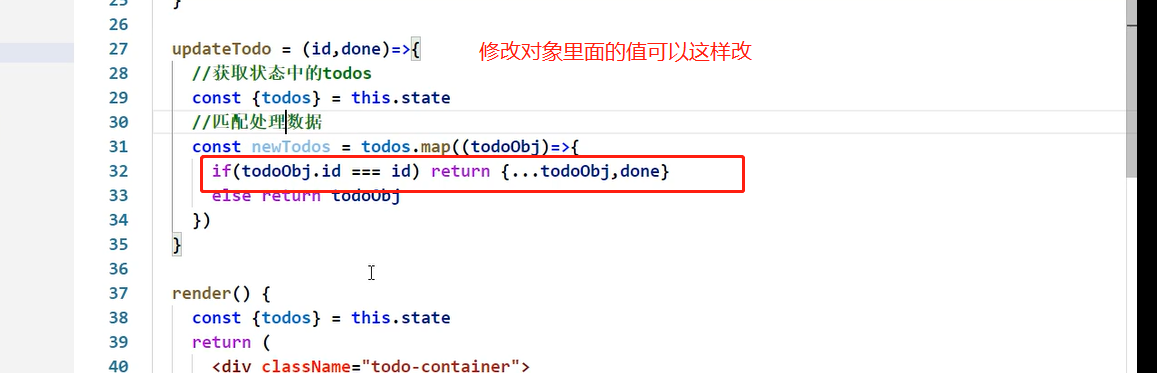 25 }
26
27 updateTodo = (id,done)=>{ 修改对象里面的值可以这样改
28 //获取状态中的todos
29 const {todos} = this.state
30 //匹配处理数据
31 const newTodos = todos.map((todoObj)=>{
32 if(todoObj.id === id) return {...todoObj,done}
33 else return todoObj
34 })
35 }
36
37 render() {
38 const {todos} = this.state
39 return (
40 <div className="todo-container">